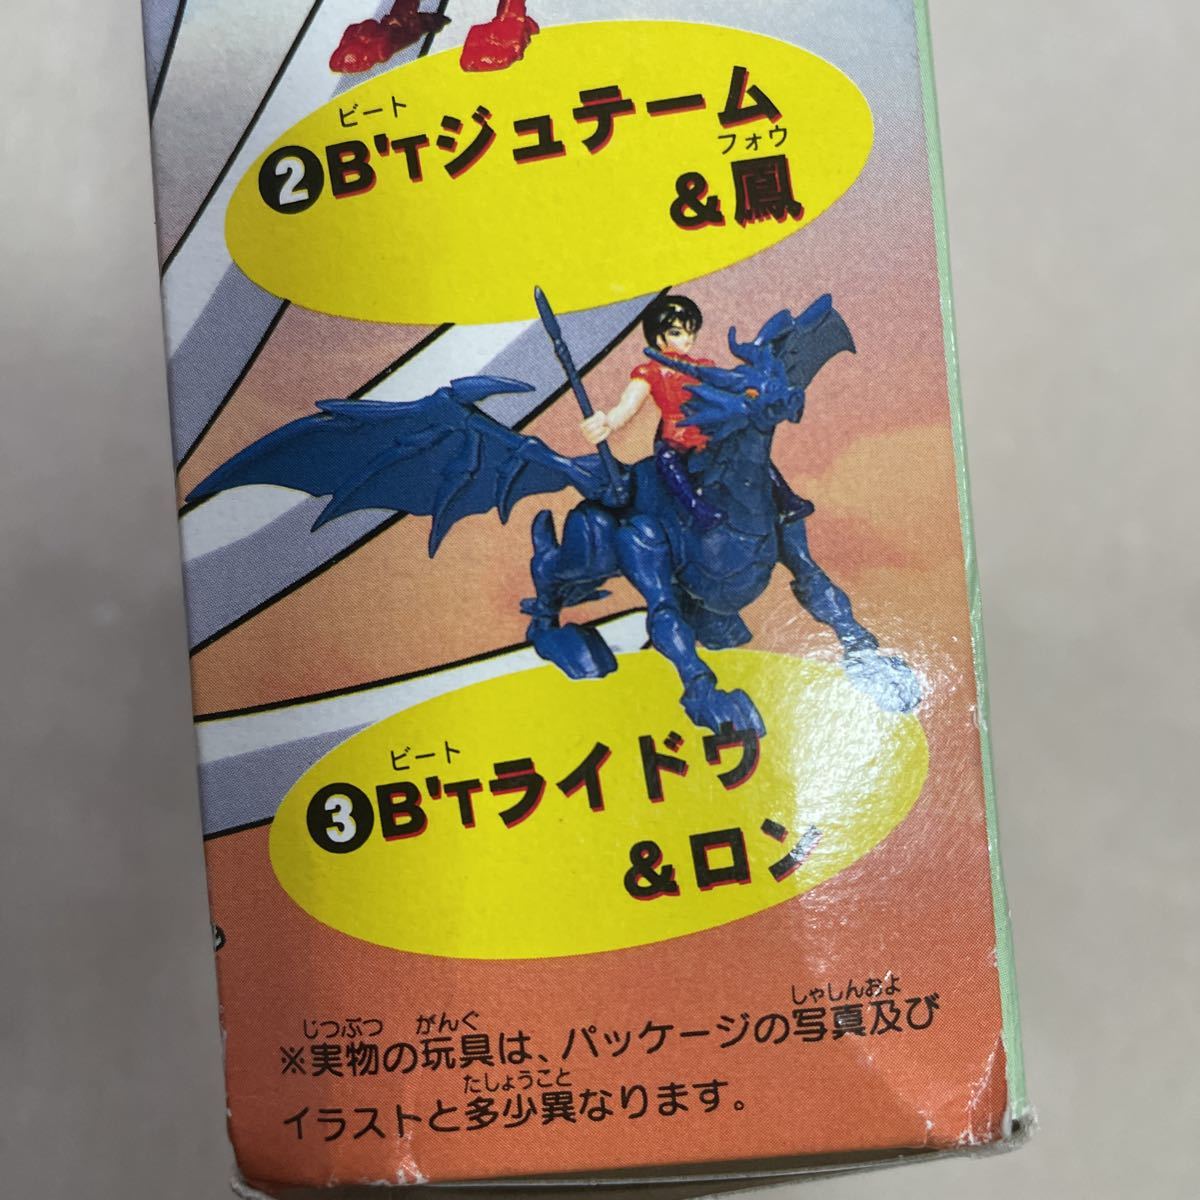 ビート
②B'Tジュテーム
フォウ
&鳳
ビート
③B'Tライドウ
&ロン
じつぶつ がんぐ しゃしんおよ
※実物の玩具は、パッケージの写真及び
たしょうこと
イラストと多少異なります。